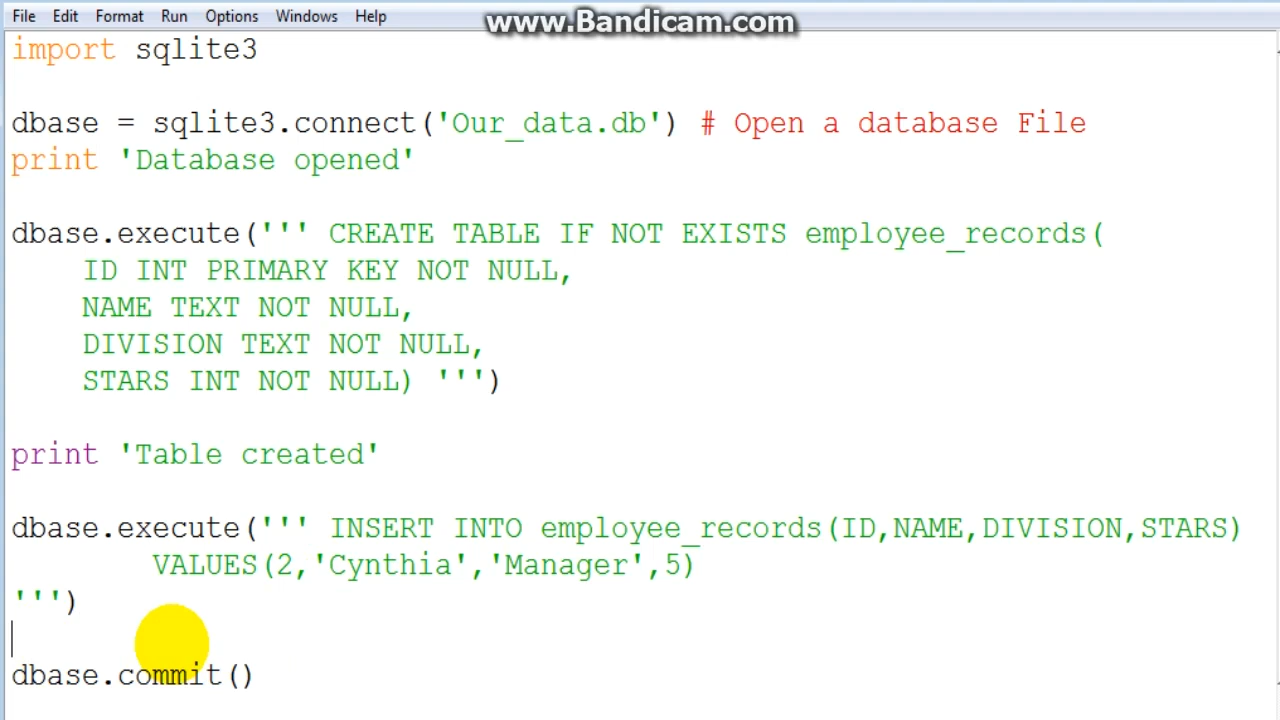 File Edit Format Run Options Windows Help
www.Bandicam.com
import sqlite3
dbase = sqlite3.connect('Our_data.db') # Open a database File
print 'Database opened'
dbase.execute(''' CREATE TABLE IF NOT EXISTS employee_records(
ID INT PRIMARY KEY NOT NULL,
NAME TEXT NOT NULL,
DIVISION TEXT NOT NULL,
STARS INT NOT NULL) ''')
print 'Table created'
dbase.execute(''' INSERT INTO employee_records(ID,NAME,DIVISION,STARS)
VALUES(2,'Cynthia','Manager',5)
''')
dbase.commit()